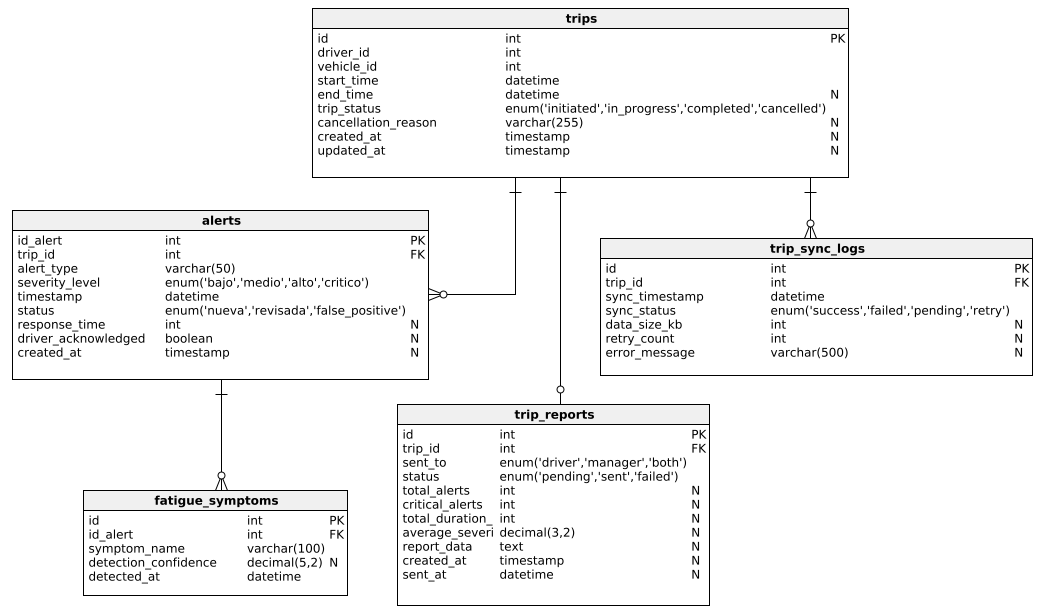 trips
id int PK
driver_id int
vehicle_id int
start_time datetime
end_time datetime N
trip_status enum('initiated','in_progress','completed','cancelled')
cancellation_reason varchar(255) N
created_at timestamp N
updated_at timestamp N
alerts
id_alert int PK
trip_id int FK
alert_type varchar(50)
severity_level enum('bajo','medio','alto','critico')
timestamp datetime
status enum('nueva','revisada','false_positive')
response_time int N
driver_acknowledged boolean N
created_at timestamp N
trip_sync_logs
id int PK
trip_id int FK
sync_timestamp datetime
sync_status enum('success','failed','pending','retry')
data_size_kb int N
retry_count int N
error_message varchar(500) N
trip_reports
id int PK
trip_id int FK
sent_to enum('driver','manager','both')
status enum('pending','sent','failed')
total_alerts int N
critical_alerts int N
total_duration_ int N
average_severi decimal(3,2) N
report_data text N
created_at timestamp N
sent_at datetime N
fatigue_symptoms
id int PK
id_alert int FK
symptom_name varchar(100)
detection_confidence decimal(5,2) N
detected_at datetime